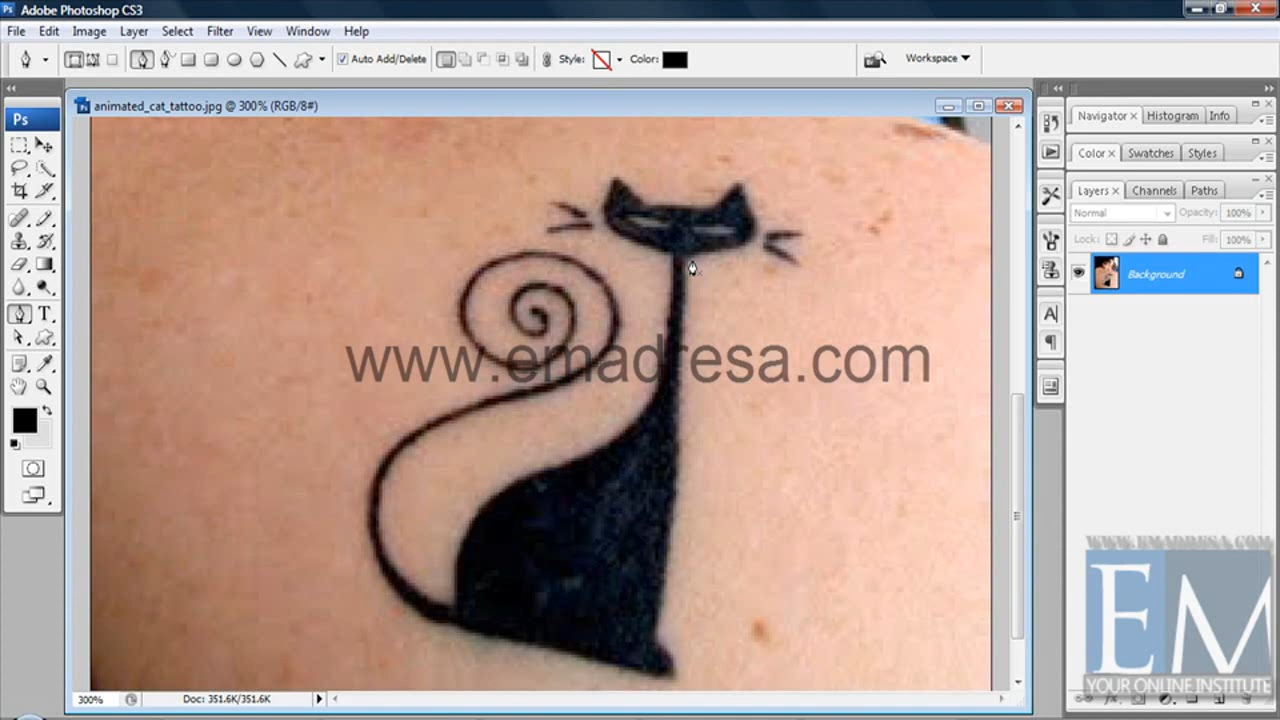 Adobe Photoshop CS3
File Edit Image Layer Select Filter View Window Help
Auto Add/Delete Style: Color: Workspace
animated_cat_tattoo.jpg @ 300% (RGB/8#)
Ps
Navigator Histogram Info
Color Swatches Styles
Layers Channels Paths
Normal Opacity: 100%
Lock: Fill: 100%
Background
www.emadresa.com
WWW.EMADRESA.COM
EM
YOUR ONLINE INSTITUTE
300% Doc: 351.6K/351.6K